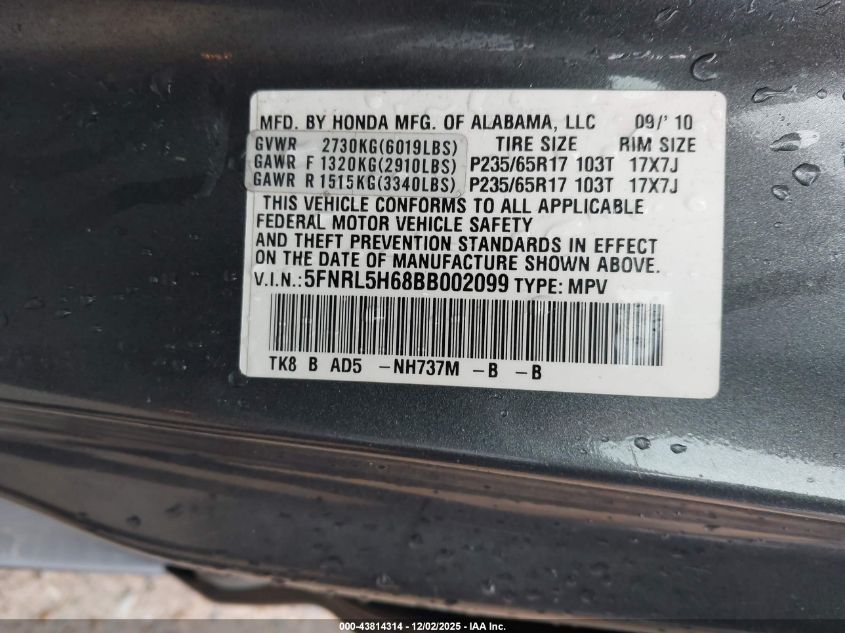 MFD. BY HONDA MFG. OF ALABAMA, LLC 09/'10
GVWR 2730KG(6019LBS) TIRE SIZE RIM SIZE
GAWR F 1320KG(2910LBS) P235/65R17 103T 17X7J
GAWR R 1515KG(3340LBS) P235/65R17 103T 17X7J
THIS VEHICLE CONFORMS TO ALL APPLICABLE
FEDERAL MOTOR VEHICLE SAFETY
AND THEFT PREVENTION STANDARDS IN EFFECT
ON THE DATE OF MANUFACTURE SHOWN ABOVE.
V.I.N.:5FNRL5H68BB002099 TYPE: MPV
TK8 B AD5 -NH737M -B -B
000-43814314 - 12/02/2025 - IAA Inc.